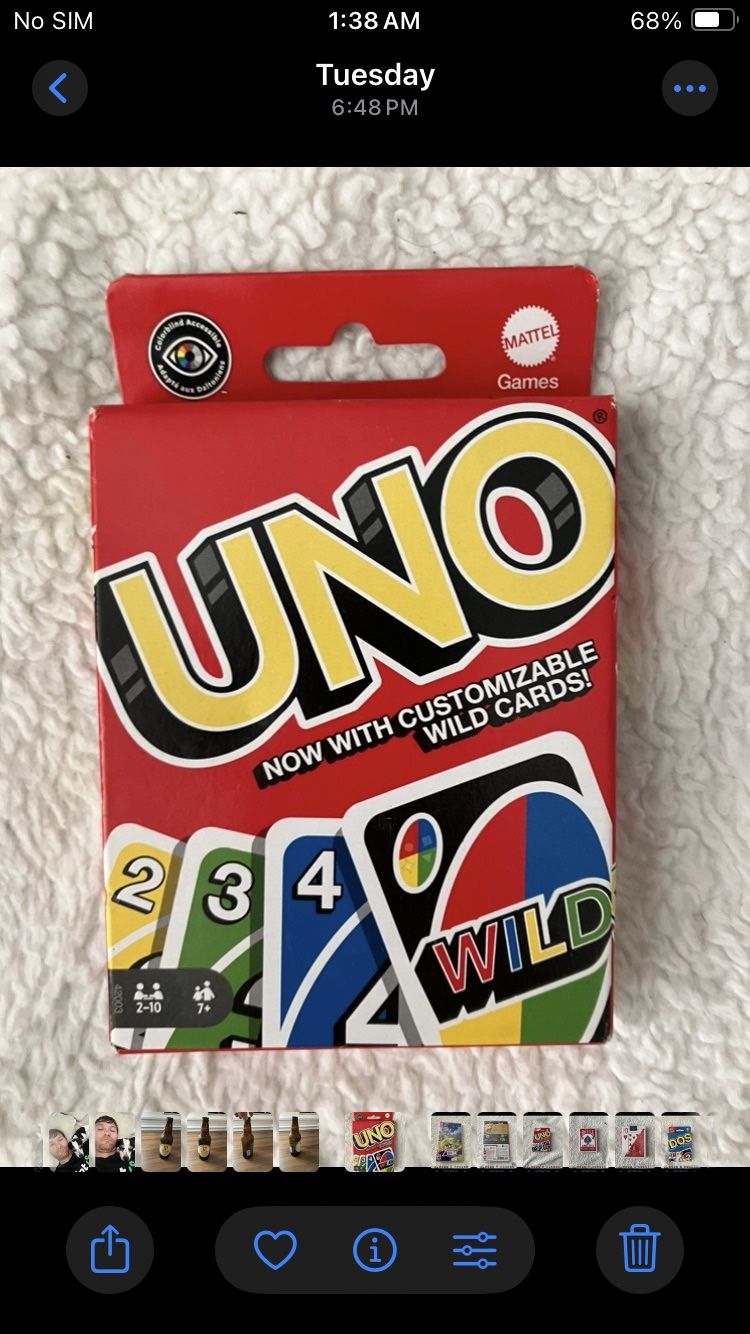 No SIM
1:38 AM
68%
Tuesday
6:48 PM
Colorblind Accessible
Adapté aux Daltoniens
MATTEL
Games
®
UNO
NOW WITH CUSTOMIZABLE
WILD CARDS!
2
3
4
WILD
42003
2-10
7+
UNO
UNO
DOS